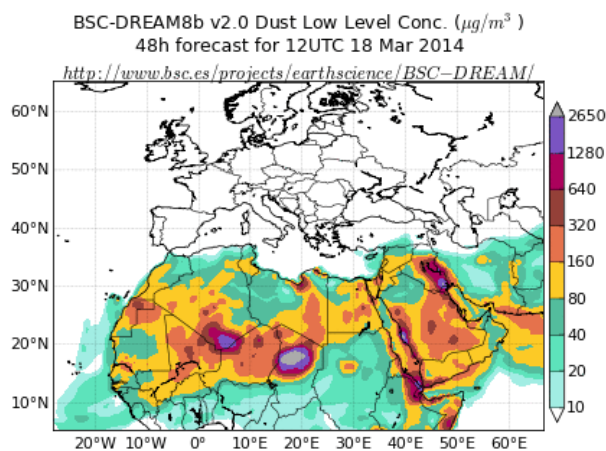 BSC-DREAM8b v2.0 Dust Low Level Conc. (μg/m³ )
48h forecast for 12UTC 18 Mar 2014
http://www.bsc.es/projects/earthscience/BSC−DREAM/
60°N
50°N
40°N
30°N
20°N
10°N
20°W 10°W 0° 10°E 20°E 30°E 40°E 50°E 60°E
2650
1280
640
320
160
80
40
20
10